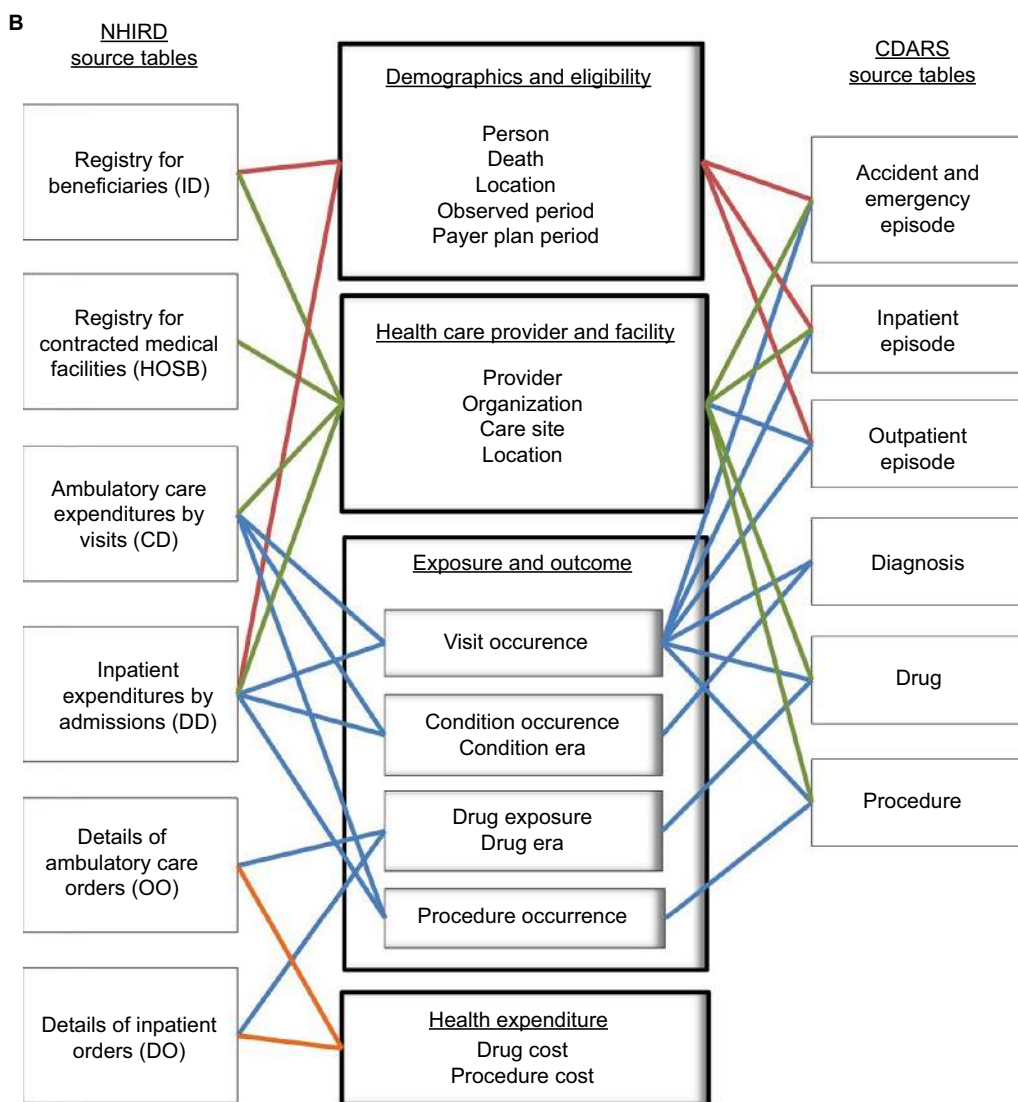 B
NHIRD
source tables
Registry for
beneficiaries (ID)
Registry for
contracted medical
facilities (HOSB)
Ambulatory care
expenditures by
visits (CD)
Inpatient
expenditures by
admissions (DD)
Details of
ambulatory care
orders (OO)
Details of inpatient
orders (DO)
Demographics and eligibility
Person
Death
Location
Observed period
Payer plan period
Health care provider and facility
Provider
Organization
Care site
Location
Exposure and outcome
Visit occurence
Condition occurence
Condition era
Drug exposure
Drug era
Procedure occurrence
Health expenditure
Drug cost
Procedure cost
CDARS
source tables
Accident and
emergency
episode
Inpatient
episode
Outpatient
episode
Diagnosis
Drug
Procedure